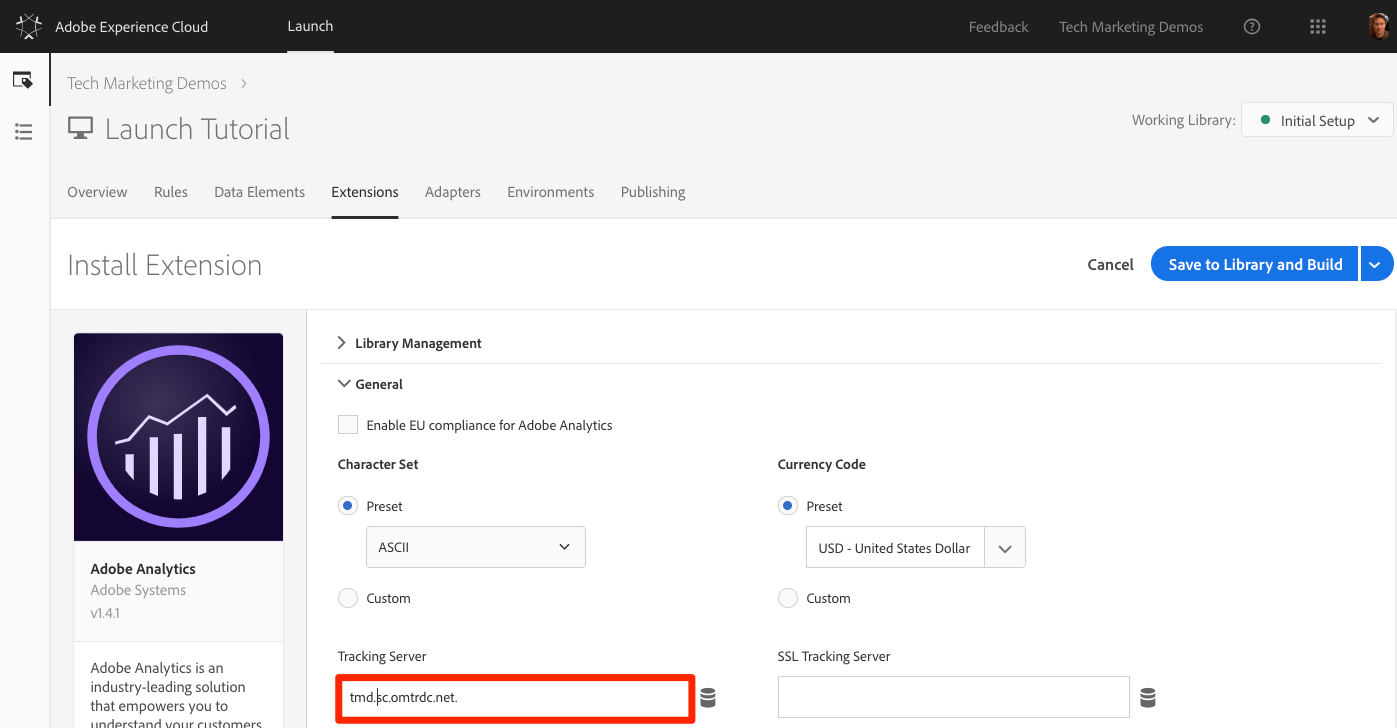 Adobe Experience Cloud
Launch
Feedback
Tech Marketing Demos
Tech Marketing Demos
Launch Tutorial
Working Library:
Initial Setup
Overview
Rules
Data Elements
Extensions
Adapters
Environments
Publishing
Install Extension
Cancel
Save to Library and Build
Adobe Analytics
Adobe Systems
v1.4.1
Adobe Analytics is an
industry-leading solution
that empowers you to
understand your customers
Library Management
General
Enable EU compliance for Adobe Analytics
Character Set
Preset
ASCII
Custom
Currency Code
Preset
USD - United States Dollar
Custom
Tracking Server
tmd.sc.omtrdc.net.
SSL Tracking Server